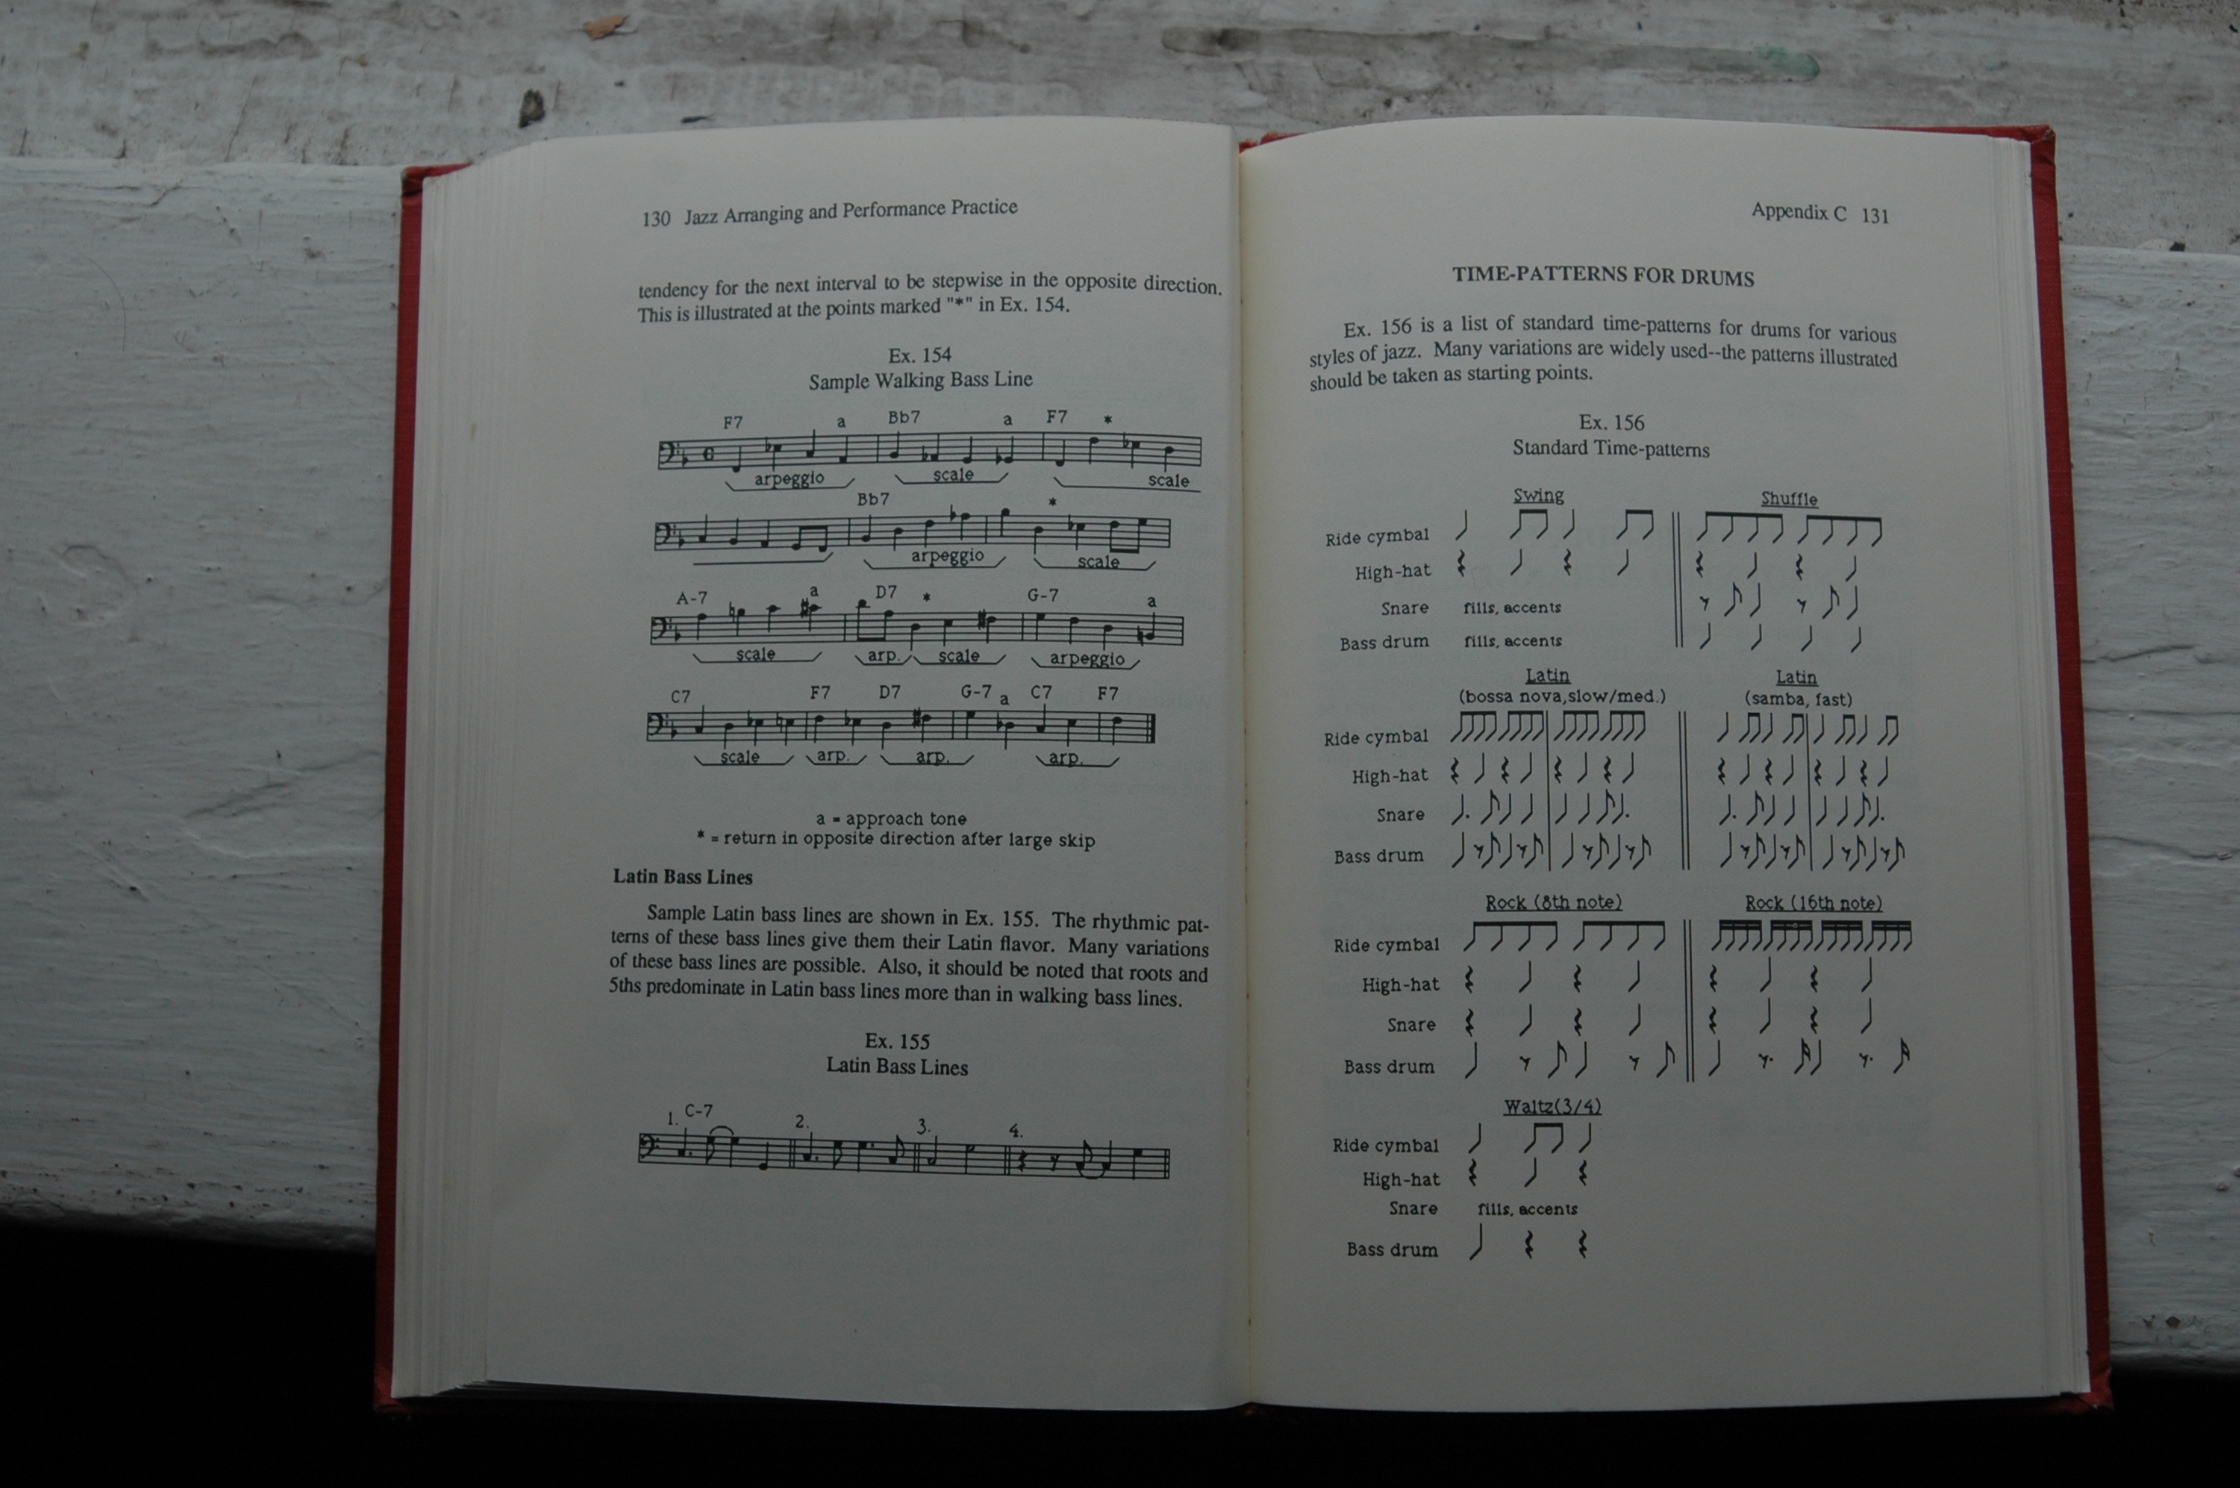 130 Jazz Arranging and Performance Practice
tendency for the next interval to be stepwise in the opposite direction.
This is illustrated at the points marked "*" in Ex. 154.
Ex. 154
Sample Walking Bass Line
F7 a Bb7 a F7 *
arpeggio scale scale
Bb7 *
arpeggio scale
A-7 a D7 * G-7 a
scale arp. scale arpeggio
C7 F7 D7 G-7 a C7 F7
scale arp. arp. arp.
a = approach tone
* = return in opposite direction after large skip
Latin Bass Lines
Sample Latin bass lines are shown in Ex. 155. The rhythmic pat-
terns of these bass lines give them their Latin flavor. Many variations
of these bass lines are possible. Also, it should be noted that roots and
5ths predominate in Latin bass lines more than in walking bass lines.
Ex. 155
Latin Bass Lines
1. C-7 2. 3. 4.
Appendix C 131
TIME-PATTERNS FOR DRUMS
Ex. 156 is a list of standard time-patterns for drums for various
styles of jazz. Many variations are widely used--the patterns illustrated
should be taken as starting points.
Ex. 156
Standard Time-patterns
Swing Shuffle
Ride cymbal
High-hat
Snare fills, accents
Bass drum fills, accents
Latin Latin
(bossa nova,slow/med.) (samba, fast)
Ride cymbal
High-hat
Snare
Bass drum
Rock (8th note) Rock (16th note)
Ride cymbal
High-hat
Snare
Bass drum
Waltz(3/4)
Ride cymbal
High-hat
Snare fills, accents
Bass drum